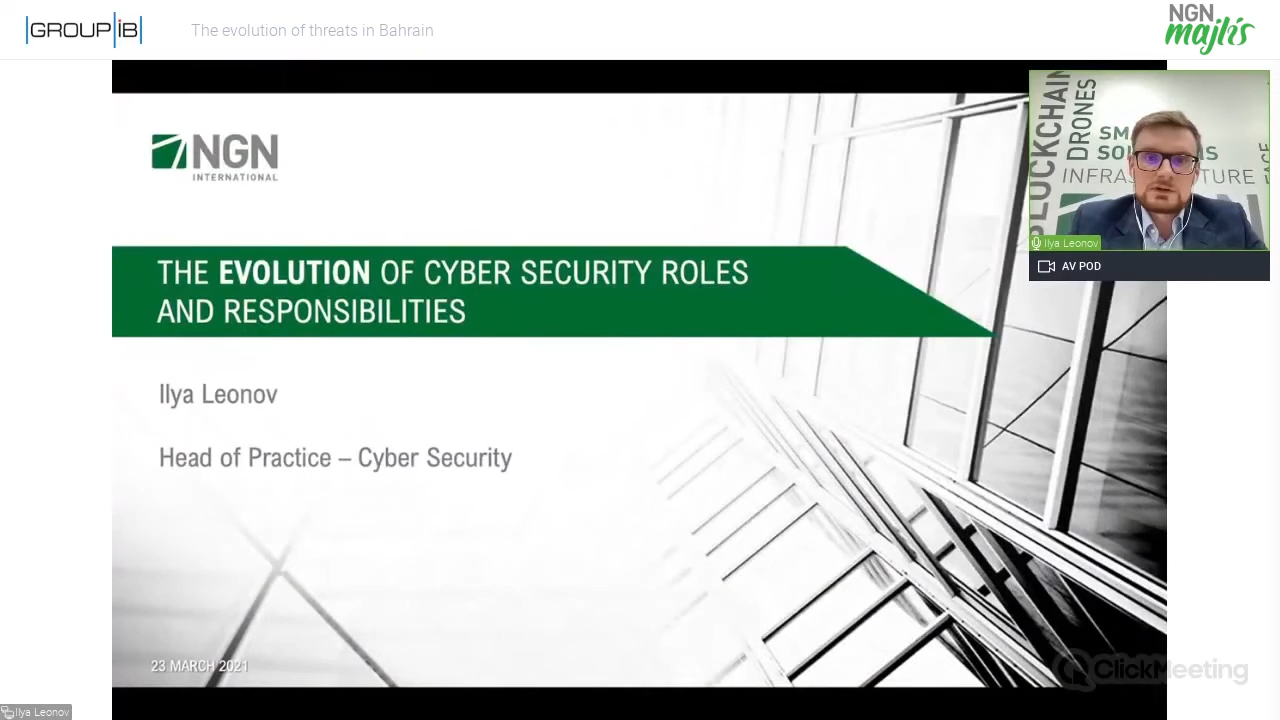 GROUP IB
The evolution of threats in Bahrain
NGN
majlis
NGN
INTERNATIONAL
THE EVOLUTION OF CYBER SECURITY ROLES
AND RESPONSIBILITIES
Ilya Leonov
Head of Practice – Cyber Security
23 MARCH 2021
BLOCKCHAIN
DRONES
INFRA
TURE
Ilya Leonov
AV POD
ClickMeeting
Ilya Leonov